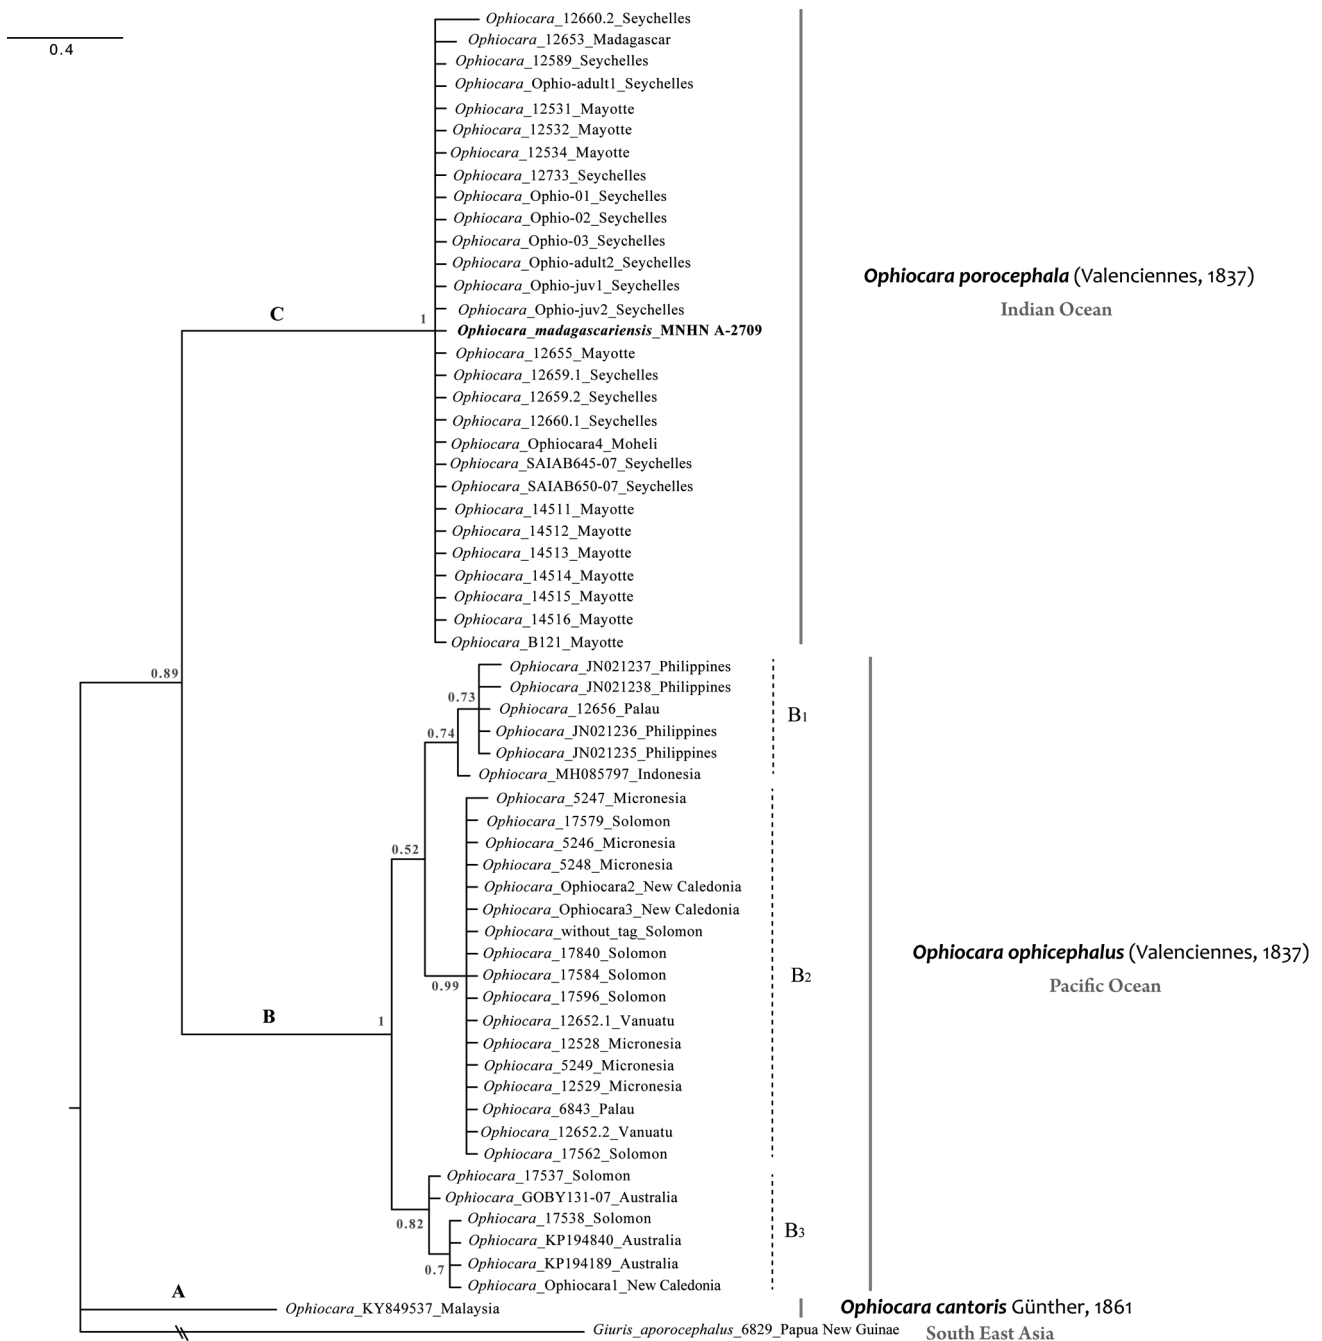 0.4
Ophiocara_12660.2_Seychelles
Ophiocara_12653_Madagascar
Ophiocara_12589_Seychelles
Ophiocara_Ophio-adult1_Seychelles
Ophiocara_12531_Mayotte
Ophiocara_12532_Mayotte
Ophiocara_12534_Mayotte
Ophiocara_12733_Seychelles
Ophiocara_Ophio-01_Seychelles
Ophiocara_Ophio-02_Seychelles
Ophiocara_Ophio-03_Seychelles
Ophiocara_Ophio-adult2_Seychelles
Ophiocara_Ophio-juv1_Seychelles
Ophiocara_Ophio-juv2_Seychelles
C
1
Ophiocara_madagascariensis_MNHN A-2709
Ophiocara_12655_Mayotte
Ophiocara_12659.1_Seychelles
Ophiocara_12659.2_Seychelles
Ophiocara_12660.1_Seychelles
Ophiocara_Ophiocara4_Moheli
Ophiocara_SAIAB645-07_Seychelles
Ophiocara_SAIAB650-07_Seychelles
Ophiocara_14511_Mayotte
Ophiocara_14512_Mayotte
Ophiocara_14513_Mayotte
Ophiocara_14514_Mayotte
Ophiocara_14515_Mayotte
Ophiocara_14516_Mayotte
Ophiocara_B121_Mayotte
Ophiocara porocephala (Valenciennes, 1837)
Indian Ocean
0.89
Ophiocara_JN021237_Philippines
Ophiocara_JN021238_Philippines
0.73
Ophiocara_12656_Palau
Ophiocara_JN021236_Philippines
0.74
Ophiocara_JN021235_Philippines
Ophiocara_MH085797_Indonesia
B1
Ophiocara_5247_Micronesia
Ophiocara_17579_Solomon
Ophiocara_5246_Micronesia
0.52
Ophiocara_5248_Micronesia
Ophiocara_Ophiocara2_New Caledonia
Ophiocara_Ophiocara3_New Caledonia
Ophiocara_without_tag_Solomon
Ophiocara_17840_Solomon
Ophiocara_17584_Solomon
0.99
Ophiocara_17596_Solomon
Ophiocara_12652.1_Vanuatu
Ophiocara_12528_Micronesia
Ophiocara_5249_Micronesia
Ophiocara_12529_Micronesia
Ophiocara_6843_Palau
Ophiocara_12652.2_Vanuatu
Ophiocara_17562_Solomon
B2
Ophiocara ophicephalus (Valenciennes, 1837)
Pacific Ocean
B
1
Ophiocara_17537_Solomon
Ophiocara_GOBY131-07_Australia
0.82
Ophiocara_17538_Solomon
Ophiocara_KP194840_Australia
Ophiocara_KP194189_Australia
0.7
Ophiocara_Ophiocara1_New Caledonia
B3
A
Ophiocara_KY849537_Malaysia
Ophiocara cantoris Günther, 1861
Giuris_aporocephalus_6829_Papua New Guinae
South East Asia